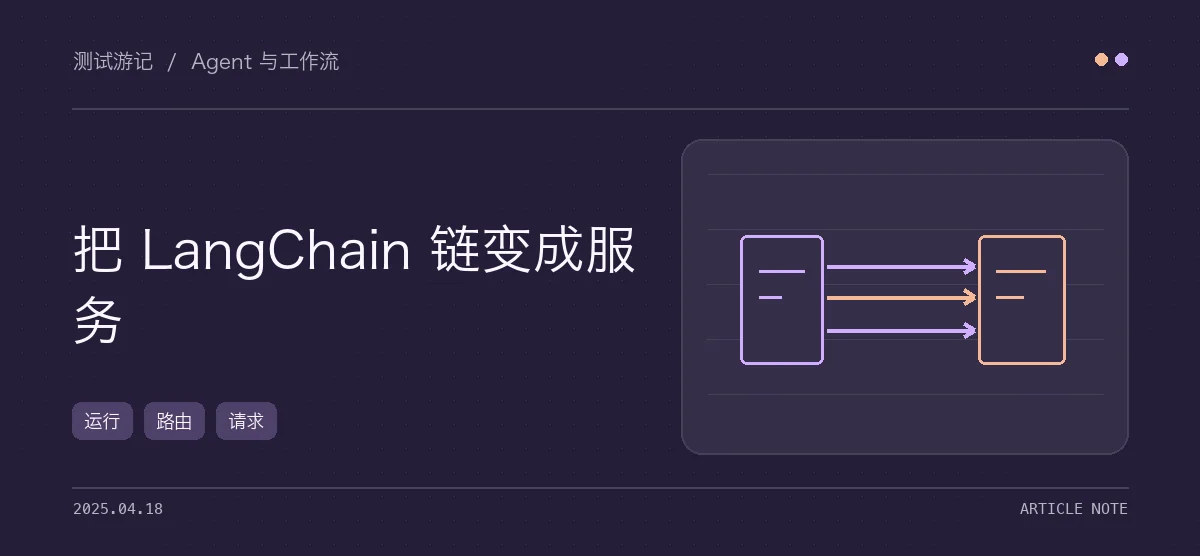 测试游记 / Agent 与工作流
把 LangChain 链变成服
务
运行 路由 请求
2025.04.18
ARTICLE NOTE